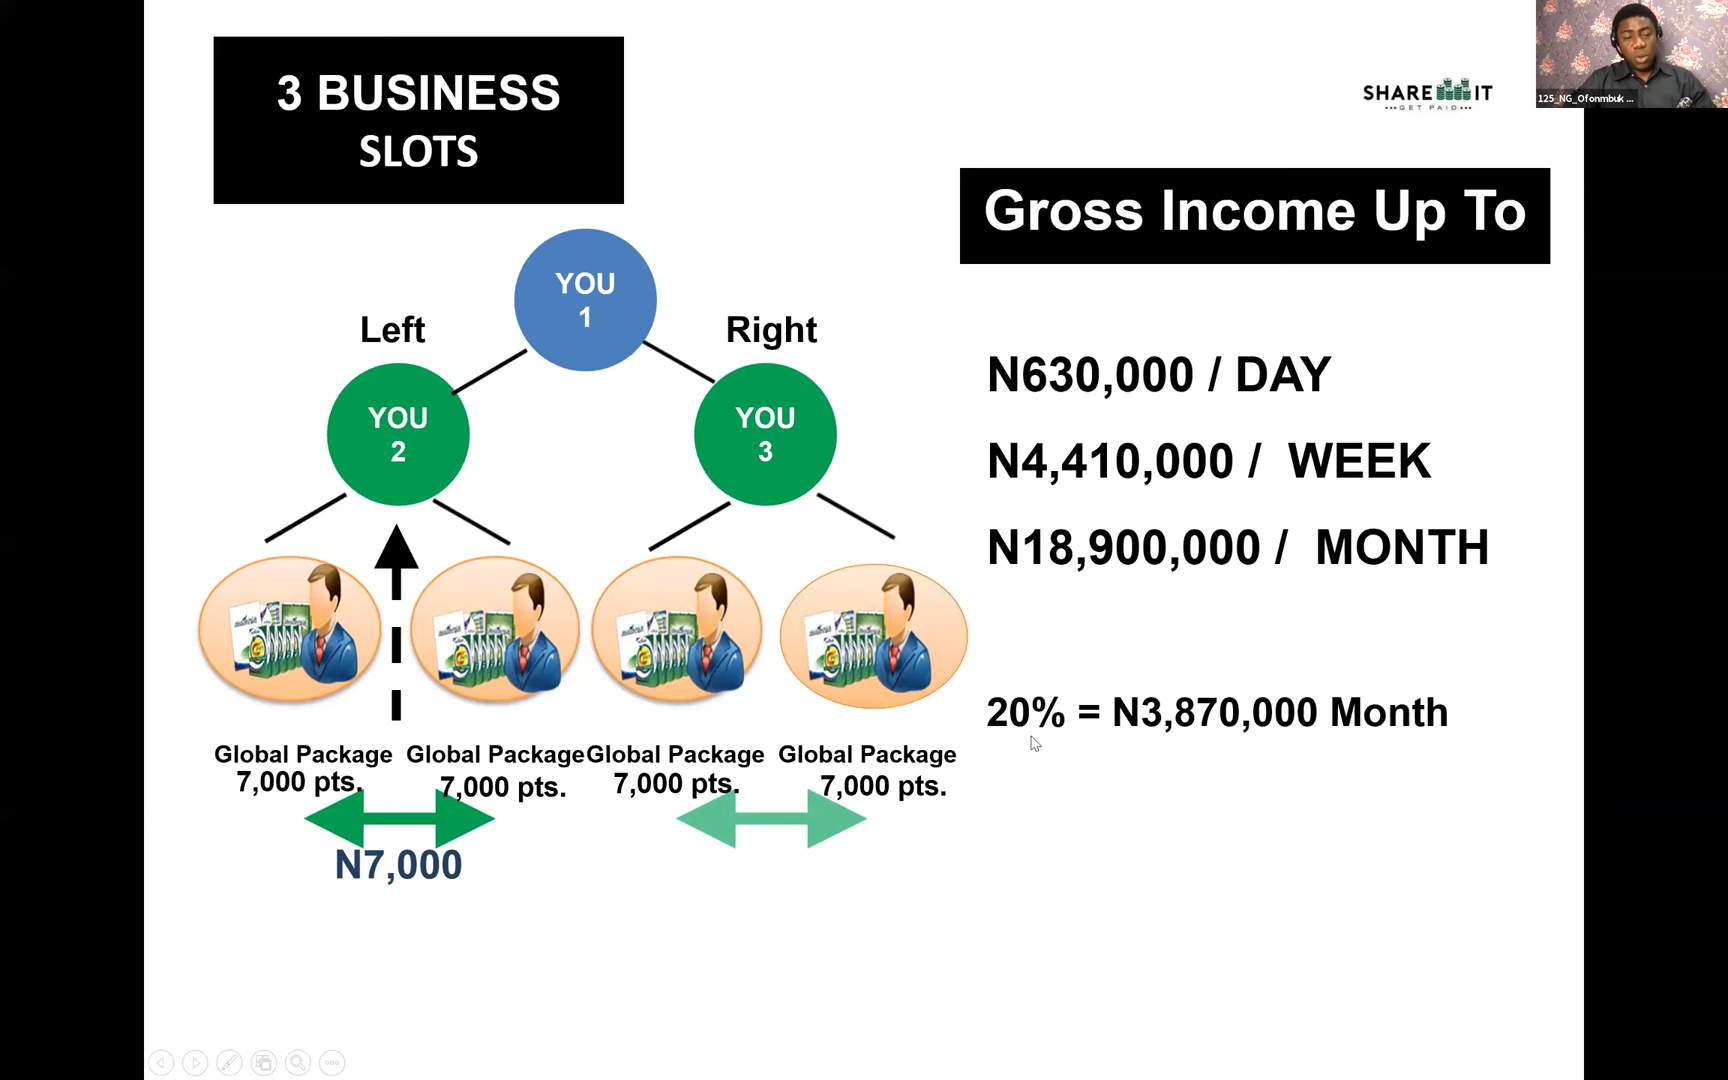 3 BUSINESS
SLOTS
SHARE IT
GET PAID
125_NG_Ofonmbuk ...
Gross Income Up To
YOU
1
Left
Right
YOU
2
YOU
3
N630,000 / DAY
N4,410,000 / WEEK
N18,900,000 / MONTH
20% = N3,870,000 Month
Global Package
7,000 pts.
Global Package
7,000 pts.
Global Package
7,000 pts.
Global Package
7,000 pts.
N7,000